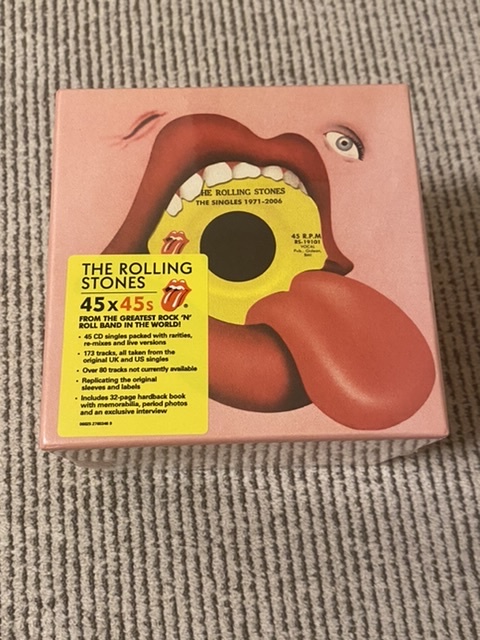 THE ROLLING STONES
THE SINGLES 1971-2006
45 R.P.M
RS-19101
VOCAL
THE ROLLING
STONES
45x45s
FROM THE GREATEST ROCK 'N'
ROLL BAND IN THE WORLD!
• 45 CD singles packed with rarities,
re-mixes and live versions
• 173 tracks, all taken from the
original UK and US singles
• Over 80 tracks not currently available
• Replicating the original
sleeves and labels
• Includes 32-page hardback book
with memorabilia, period photos
and an exclusive interview